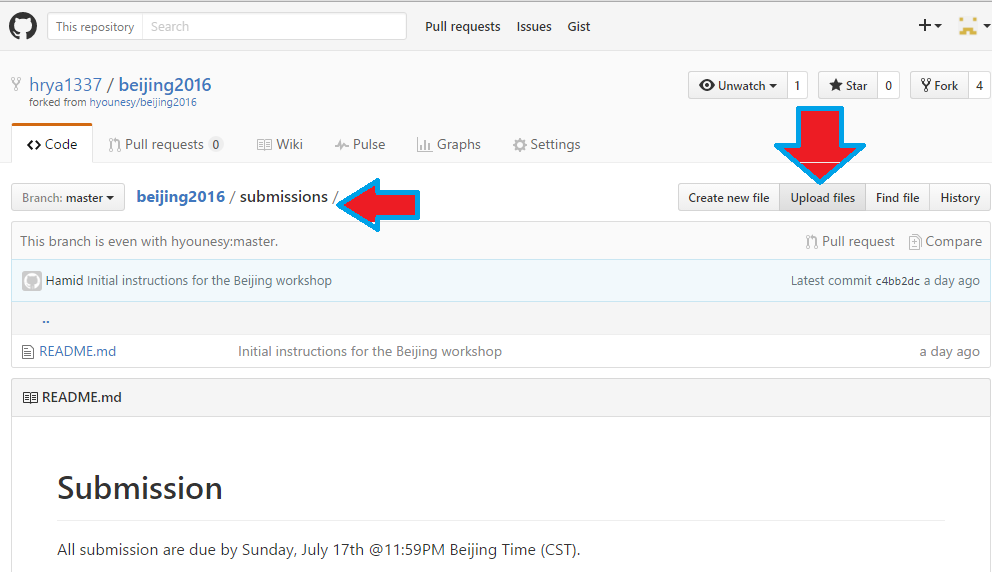 This repository Search Pull requests Issues Gist
hrya1337 / beijing2016 Unwatch 1 Star 0 Fork 4
forked from hyounesy/beijing2016
Code Pull requests 0 Wiki Pulse Graphs Settings
Branch: master beijing2016 / submissions / Create new file Upload files Find file History
This branch is even with hyounesy:master. Pull request Compare
Hamid Initial instructions for the Beijing workshop Latest commit c4bb2dc a day ago
..
README.md Initial instructions for the Beijing workshop a day ago
README.md
Submission
All submission are due by Sunday, July 17th @11:59PM Beijing Time (CST).